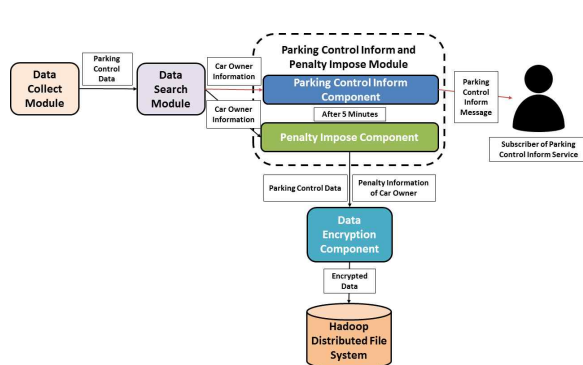 Parking Control Inform and
Penalty Impose Module
Parking
Control
Data
Car Owner
Information
Data
Collect
Module
Data
Search
Module
Parking Control Inform
Component
Parking
Control
Inform
Message
Car Owner
Information
After 5 Minutes
Penalty Impose Component
Subscriber of Parking
Control Inform Service
Parking Control Data
Penalty Information
of Car Owner
Data
Encryption
Component
Encrypted
Data
Hadoop
Distributed File
System